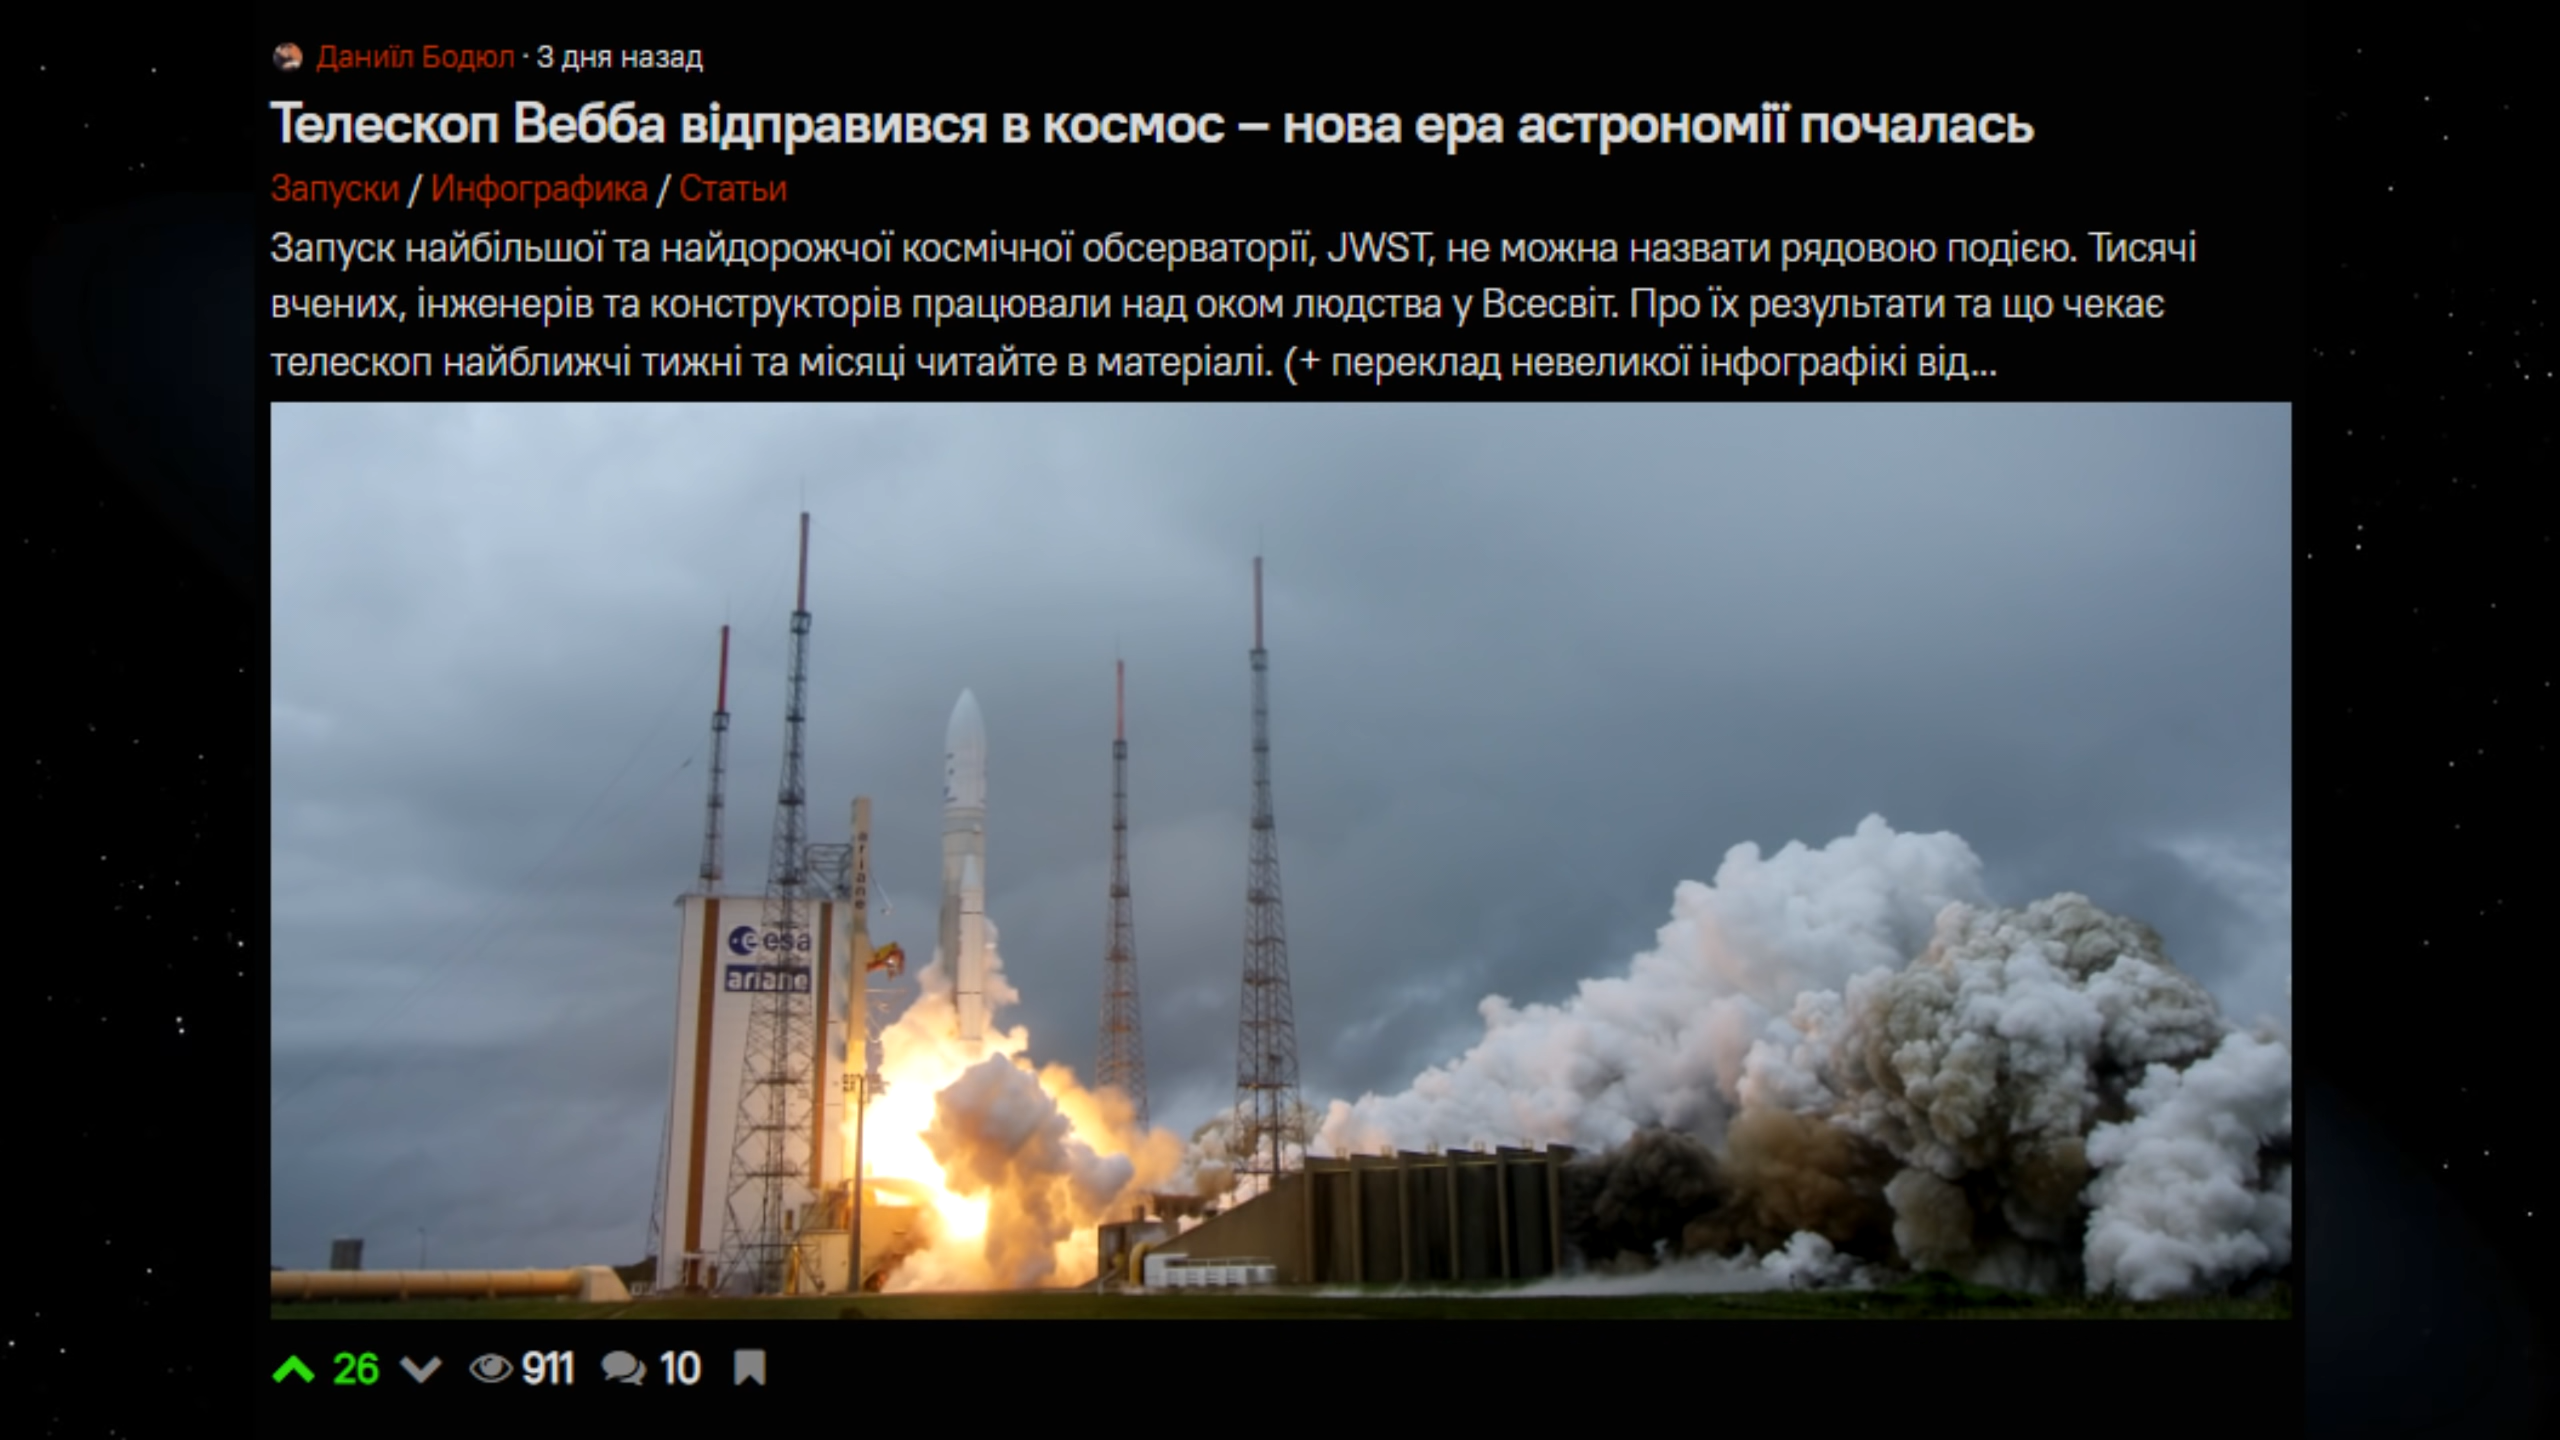 Даниїл Бодюл · 3 дня назад
Телескоп Вебба відправився в космос – нова ера астрономії почалась
Запуски / Инфографика / Статьи
Запуск найбільшої та найдорожчої космічної обсерваторії, JWST, не можна назвати рядовою подією. Тисячі
вчених, інженерів та конструкторів працювали над оком людства у Всесвіт. Про їх результати та що чекає
телескоп найближчі тижні та місяці читайте в матеріалі. (+ переклад невеликої інфографікі від...
ariane
esa
ariane
26 911 10